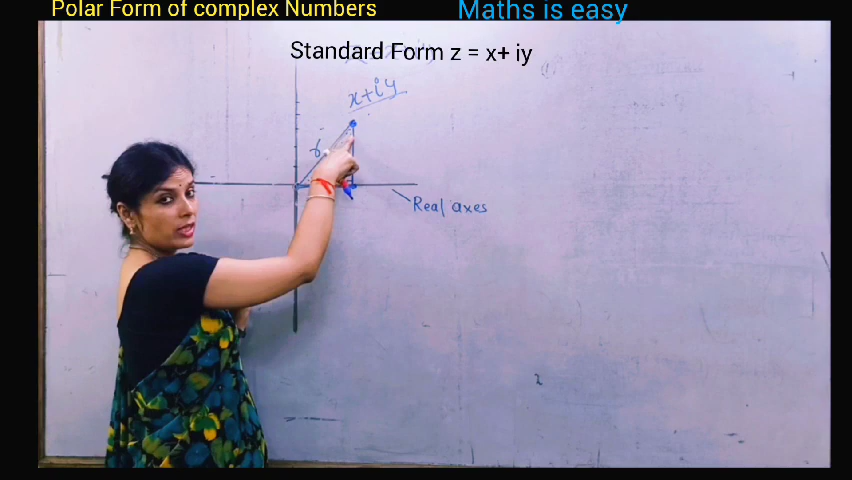 Polar Form of complex Numbers
Maths is easy
Standard Form z = x+ iy
x+iy
r
Real axes